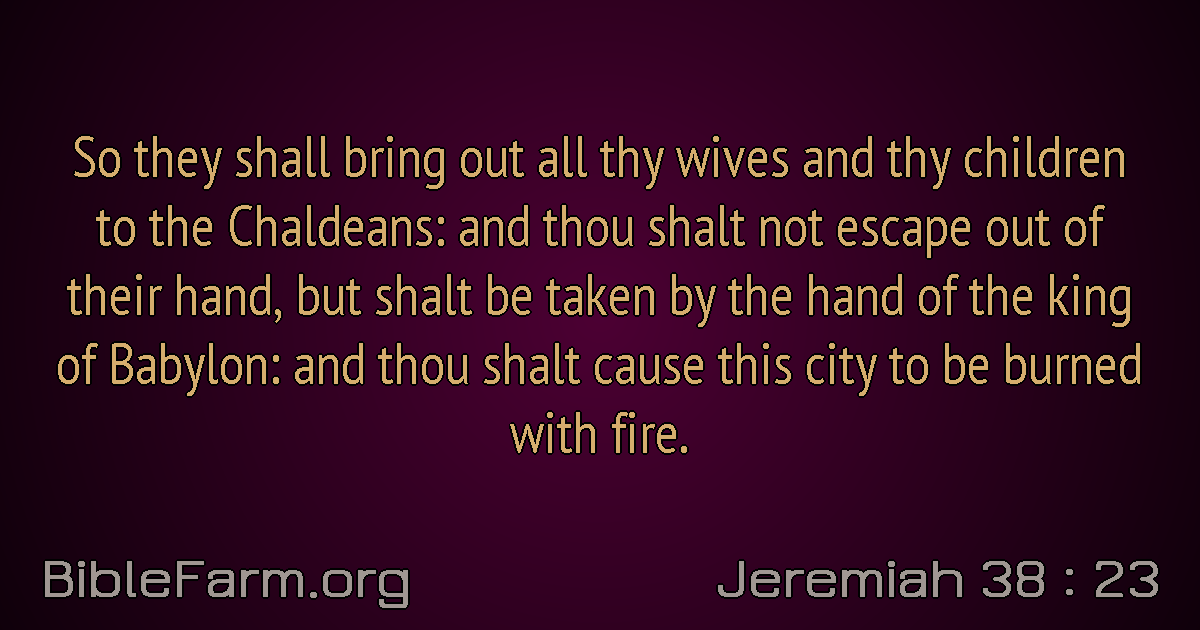 So they shall bring out all thy wives and thy children
to the Chaldeans: and thou shalt not escape out of
their hand, but shalt be taken by the hand of the king
of Babylon: and thou shalt cause this city to be burned
with fire.
BibleFarm.org
Jeremiah 38 : 23